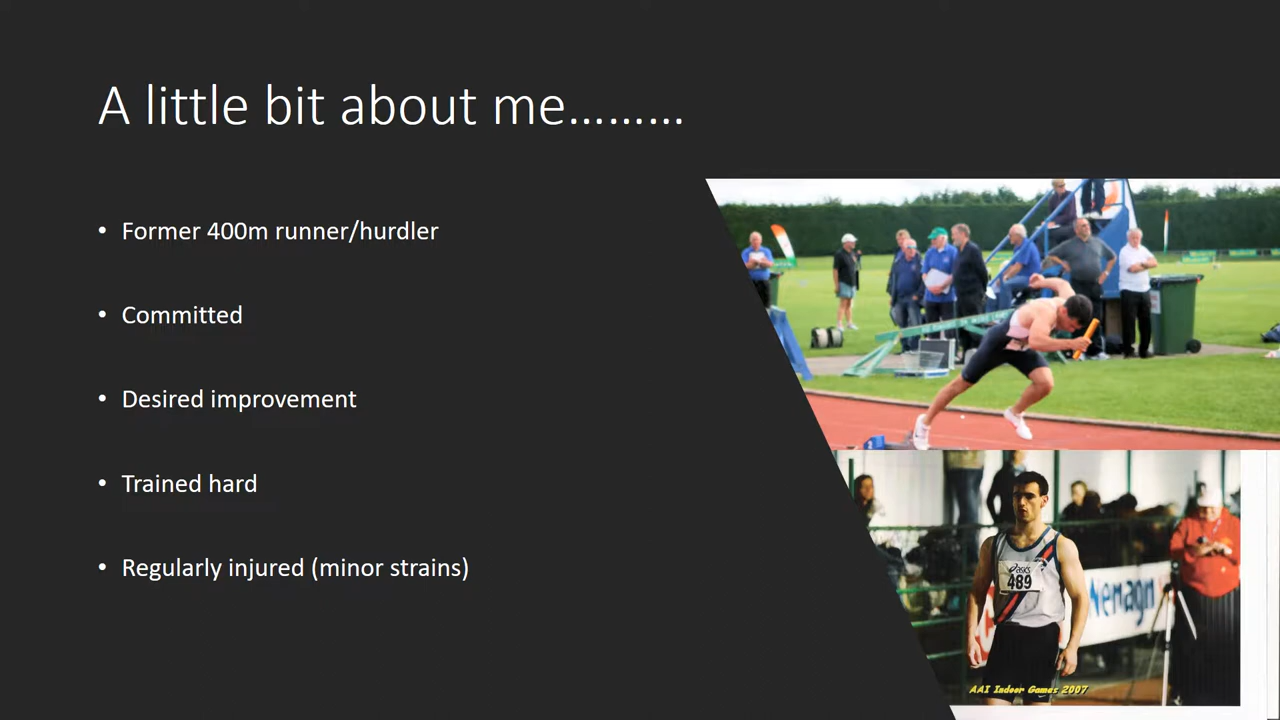 A little bit about me.........
• Former 400m runner/hurdler
• Committed
• Desired improvement
• Trained hard
• Regularly injured (minor strains)
asics
489
AAI Indoor Games 2007